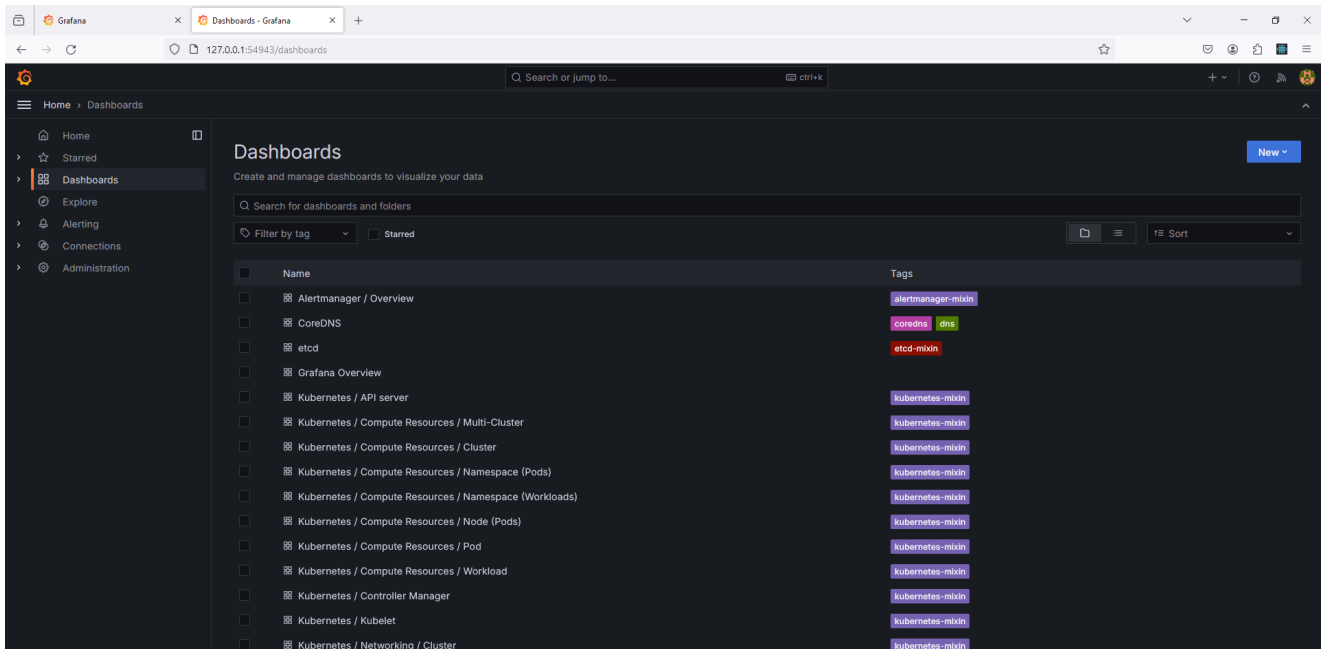 Grafana
Dashboards - Grafana
127.0.0.1:54943/dashboards
Search or jump to...
ctrl+k
Home › Dashboards
Home
Starred
Dashboards
Explore
Alerting
Connections
Administration
Dashboards
New
Create and manage dashboards to visualize your data
Search for dashboards and folders
Filter by tag
Starred
Sort
Name Tags
Alertmanager / Overview alertmanager-mixin
CoreDNS coredns dns
etcd etcd-mixin
Grafana Overview
Kubernetes / API server kubernetes-mixin
Kubernetes / Compute Resources / Multi-Cluster kubernetes-mixin
Kubernetes / Compute Resources / Cluster kubernetes-mixin
Kubernetes / Compute Resources / Namespace (Pods) kubernetes-mixin
Kubernetes / Compute Resources / Namespace (Workloads) kubernetes-mixin
Kubernetes / Compute Resources / Node (Pods) kubernetes-mixin
Kubernetes / Compute Resources / Pod kubernetes-mixin
Kubernetes / Compute Resources / Workload kubernetes-mixin
Kubernetes / Controller Manager kubernetes-mixin
Kubernetes / Kubelet kubernetes-mixin
Kubernetes / Networking / Cluster kubernetes-mixin